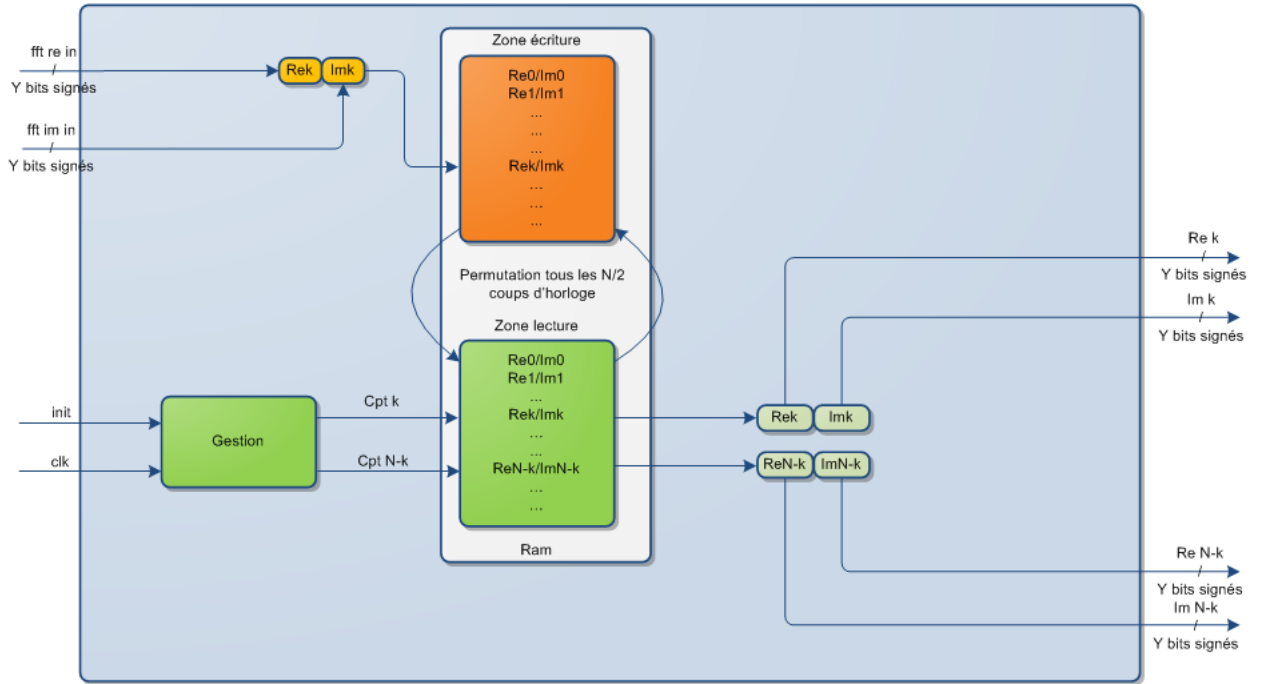 Zone écriture
fft re in
Y bits signés
Rek Imk
fft im in
Y bits signés
Re0/Im0
Re1/Im1
...
...
...
Rek/Imk
...
...
...
Permutation tous les N/2
coups d'horloge
Zone lecture
Re0/Im0
Re1/Im1
...
Rek/Imk
...
...
ReN-k/ImN-k
...
...
Ram
init
clk
Gestion
Cpt k
Cpt N-k
Rek Imk
ReN-k ImN-k
Re k
Y bits signés
Im k
Y bits signés
Re N-k
Y bits signés
Im N-k
Y bits signés